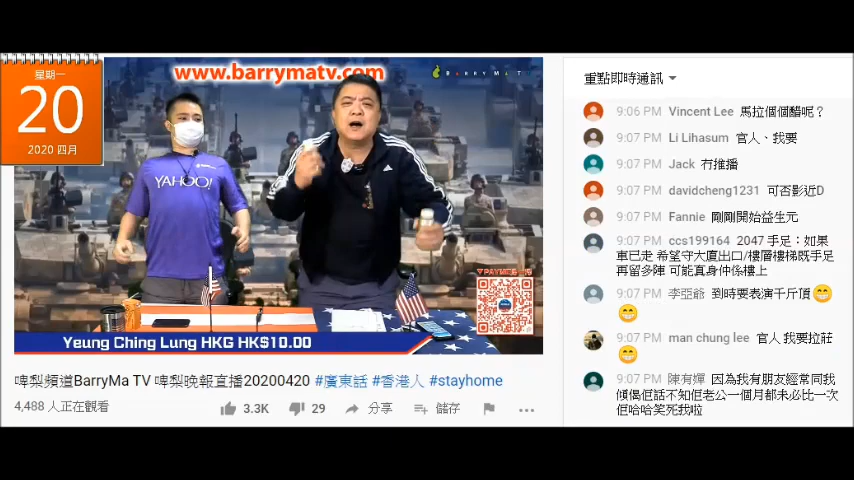 www.barrymatv.com
BARRYMAT
星期一
20
2020 四月
YAHOO!
PAYME
Yeung Ching Lung HKG HK$10.00
啤梨頻道BarryMa TV 啤梨晚報直播20200420 #廣東話 #香港人 #stayhome
4,488 人正在觀看
3.3K
29
分享
儲存
重點即時通訊
9:06 PM Vincent Lee 馬拉個個醋呢？
9:07 PM Li Lihasum 官人、我要
9:07 PM Jack 冇推播
9:07 PM davidcheng1231 可否影近D
9:07 PM Fannie 剛剛開始益生元
9:07 PM ccs199164 2047 手足：如果
車已走 希望守大廈出口/樓層樓梯既手足
再留多陣 可能真身仲係樓上
9:07 PM 李亞爺 到時要表演千斤頂😁
😁
9:07 PM man chung lee 官人 我要拉莊
😁
9:07 PM 陳有嬋 因為我有朋友經常同我
傾偈佢話不知佢老公一個月都未必比一次
佢哈哈笑死我啦